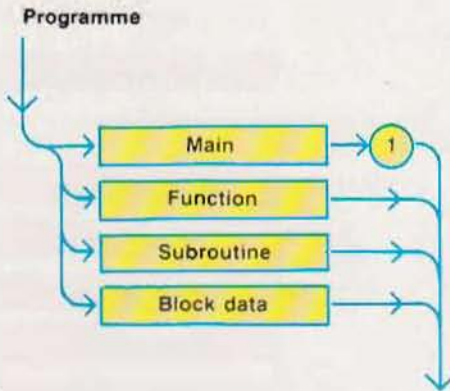 Programme
Main
1
Function
Subroutine
Block data